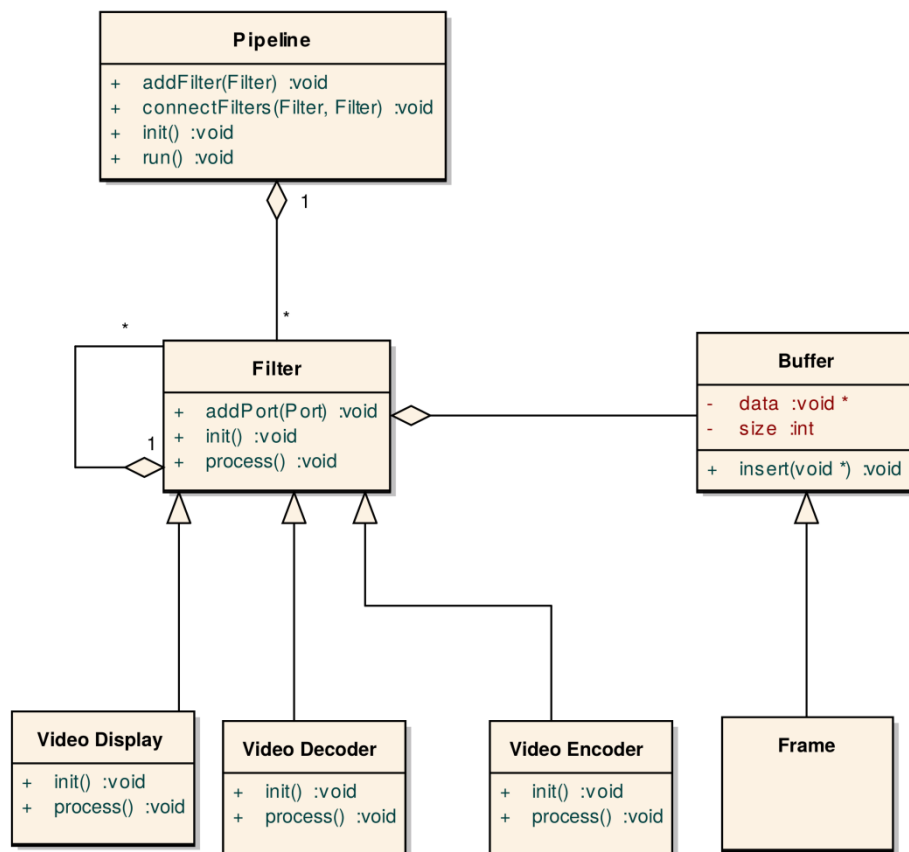 Pipeline
+ addFilter(Filter) :void
+ connectFilters(Filter, Filter) :void
+ init() :void
+ run() :void
1
*
*
Filter
+ addPort(Port) :void
+ init() :void
+ process() :void
1
Buffer
- data :void *
- size :int
+ insert(void *) :void
Video Display
+ init() :void
+ process() :void
Video Decoder
+ init() :void
+ process() :void
Video Encoder
+ init() :void
+ process() :void
Frame